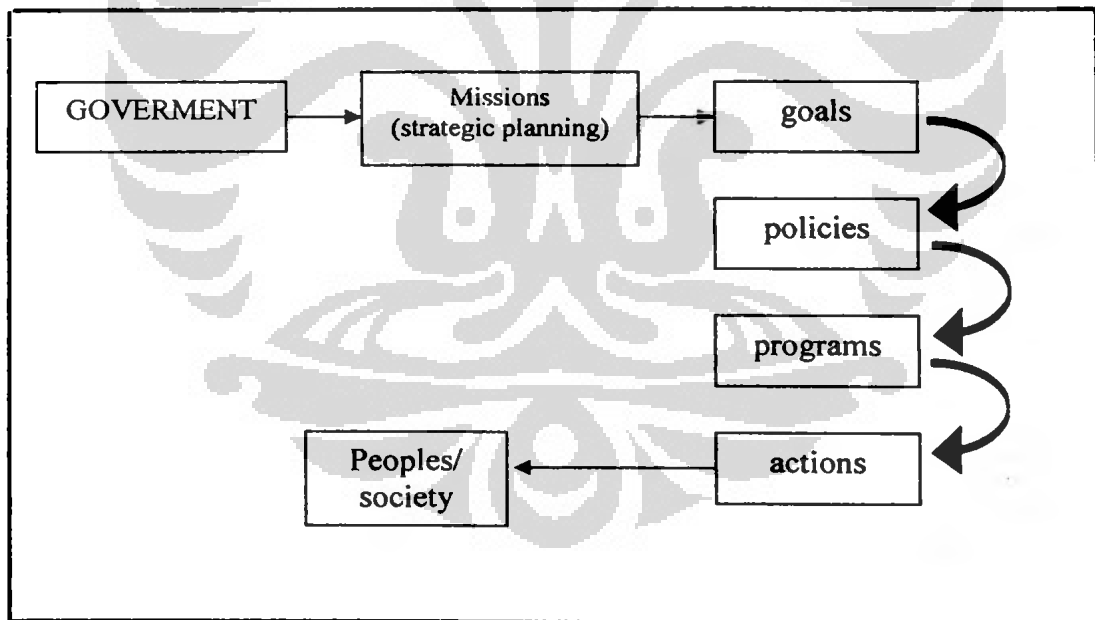 GOVERMENT
Missions
(strategic planning)
goals
policies
programs
actions
Peoples/
society